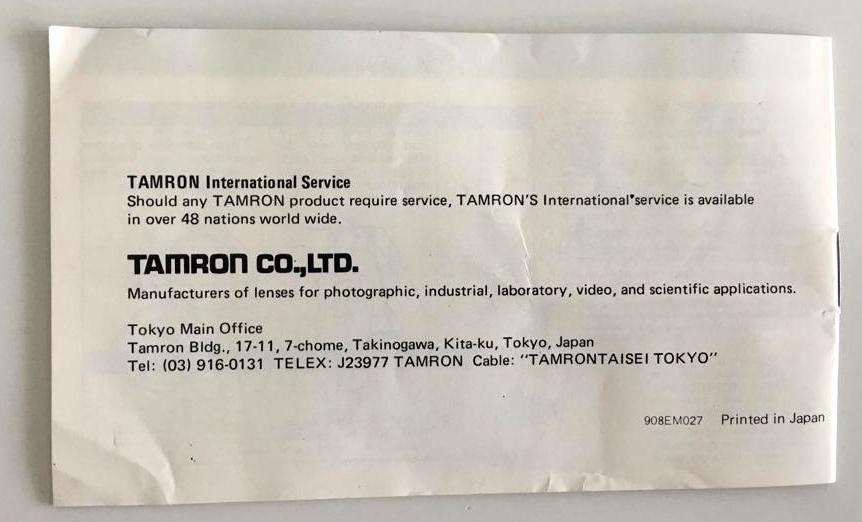 TAMRON International Service
Should any TAMRON product require service, TAMRON'S International service is available
in over 48 nations world wide.
TAMRON CO.,LTD.
Manufacturers of lenses for photographic, industrial, laboratory, video, and scientific applications.
Tokyo Main Office
Tamron Bldg., 17-11, 7-chome, Takinogawa, Kita-ku, Tokyo, Japan
Tel: (03) 916-0131 TELEX: J23977 TAMRON Cable: "TAMRONTAISEI TOKYO"
908EM027 Printed in Japan